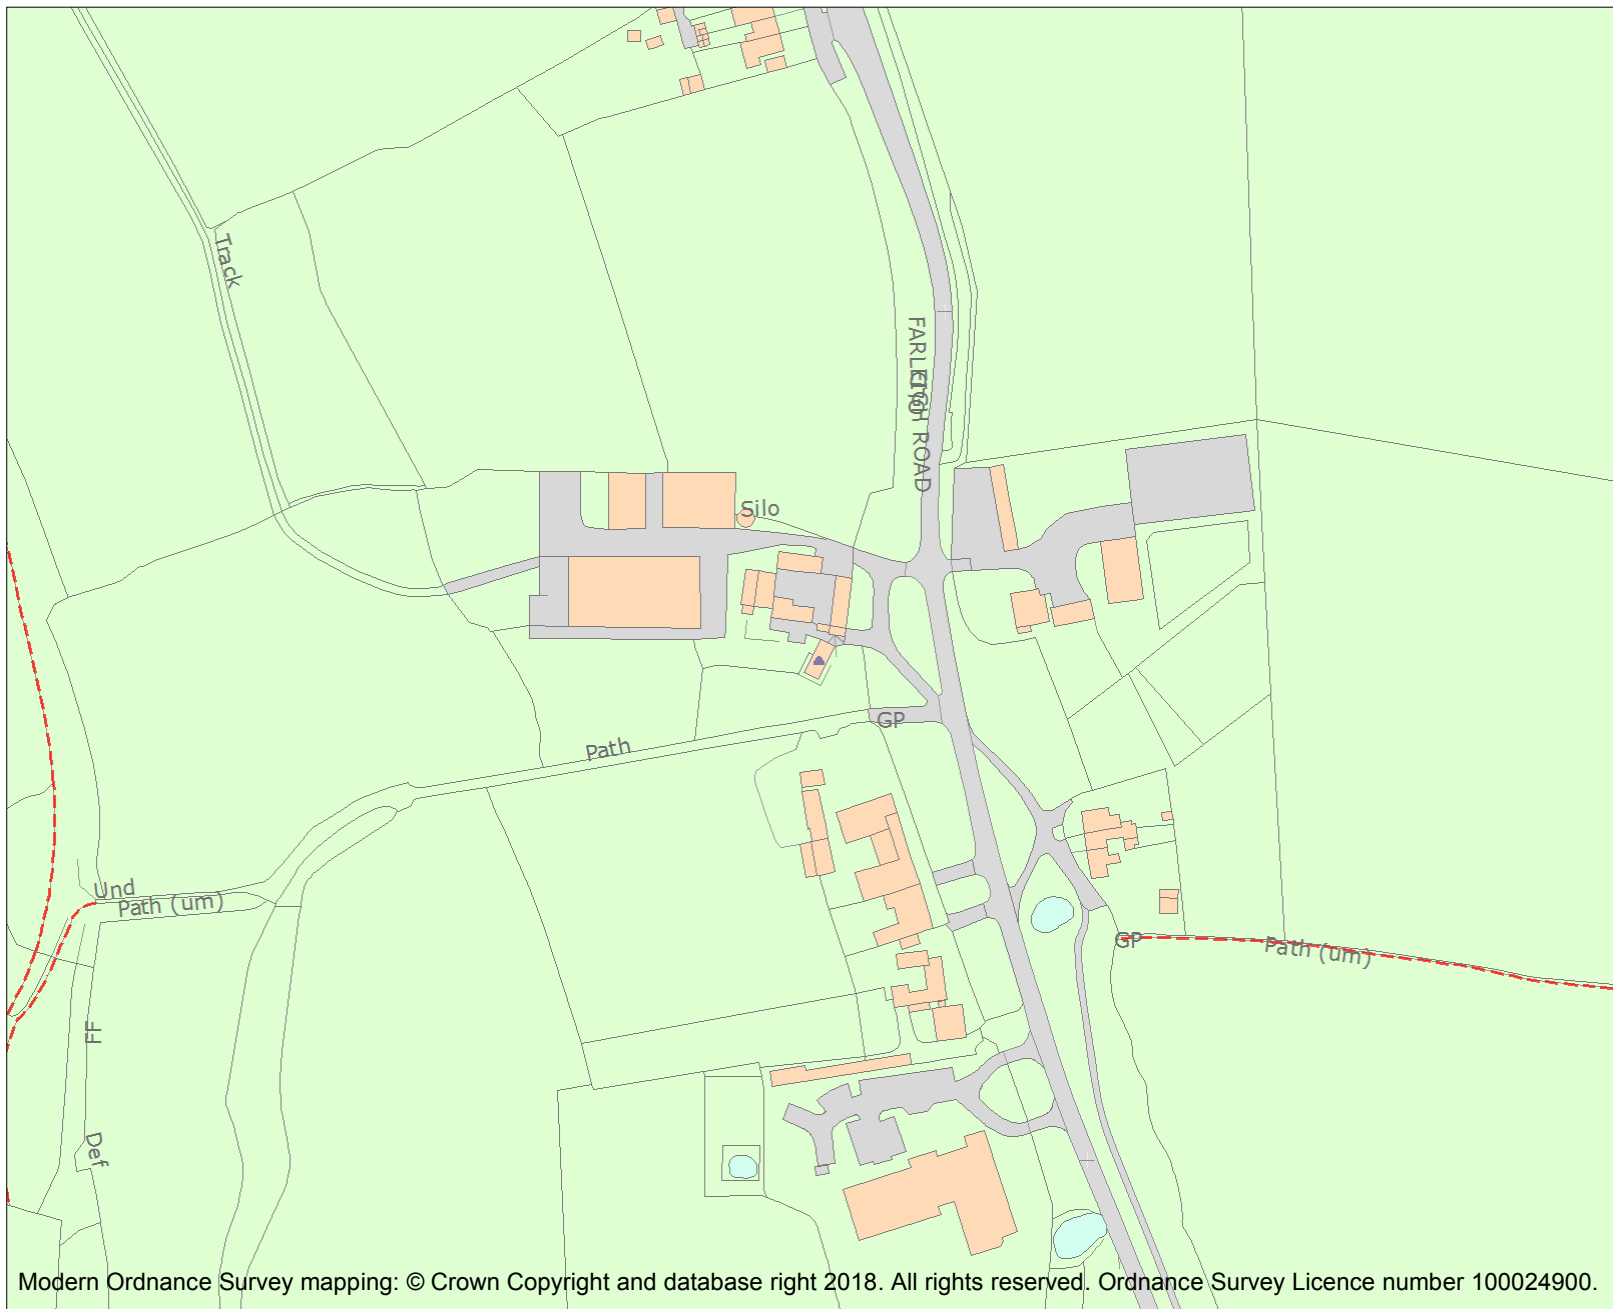 Track
FARLEIGH ROAD
Silo
GP
Path
Und
Path (um)
GP
Path (um)
FF
Def
Modern Ordnance Survey mapping: © Crown Copyright and database right 2018. All rights reserved. Ordnance Survey Licence number 100024900.